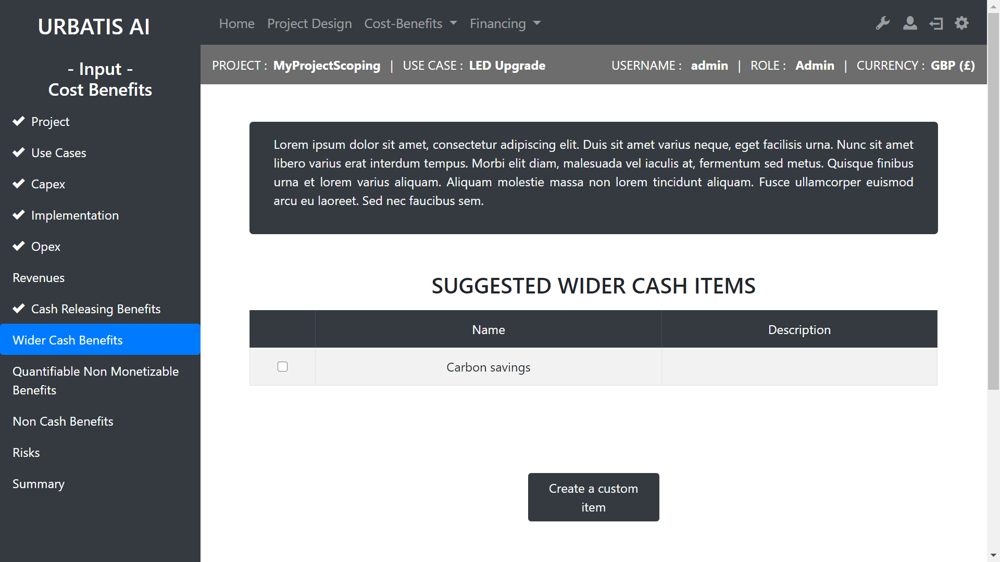 URBATIS AI
Home Project Design Cost-Benefits Financing
- Input -
Cost Benefits
PROJECT : MyProjectScoping | USE CASE : LED Upgrade USERNAME : admin | ROLE : Admin | CURRENCY : GBP (£)
Project
Use Cases
Capex
Implementation
Opex
Revenues
Cash Releasing Benefits
Wider Cash Benefits
Quantifiable Non Monetizable
Benefits
Non Cash Benefits
Risks
Summary
Lorem ipsum dolor sit amet, consectetur adipiscing elit. Duis sit amet varius neque, eget facilisis urna. Nunc sit amet
libero varius erat interdum tempus. Morbi elit diam, malesuada vel iaculis at, fermentum sed metus. Quisque finibus
urna et lorem varius aliquam. Aliquam molestie massa non lorem tincidunt aliquam. Fusce ullamcorper euismod
arcu eu laoreet. Sed nec faucibus sem.
SUGGESTED WIDER CASH ITEMS
Name Description
Carbon savings
Create a custom
item